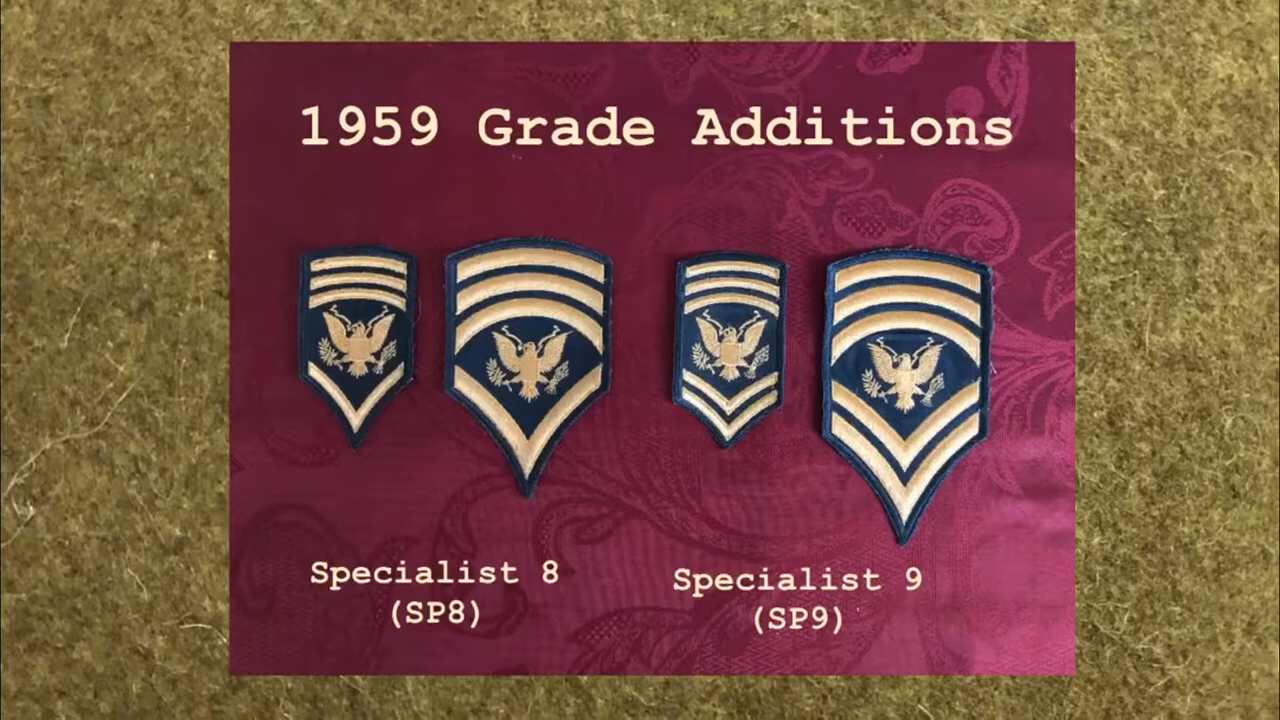 1959 Grade Additions
Specialist 8
(SP8)
Specialist 9
(SP9)